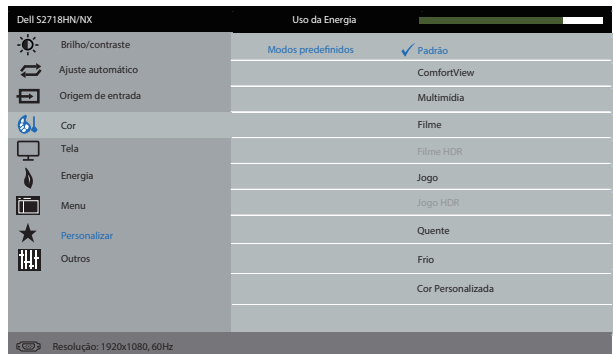 Dell S2718HN/NX Uso da Energia
Brilho/contraste Modos predefinidos Padrão
Ajuste automático ComfortView
Origem de entrada Multimídia
Cor Filme
Tela Filme HDR
Energia Jogo
Menu Jogo HDR
Personalizar Quente
Outros Frio
Cor Personalizada
Resolução: 1920x1080, 60Hz